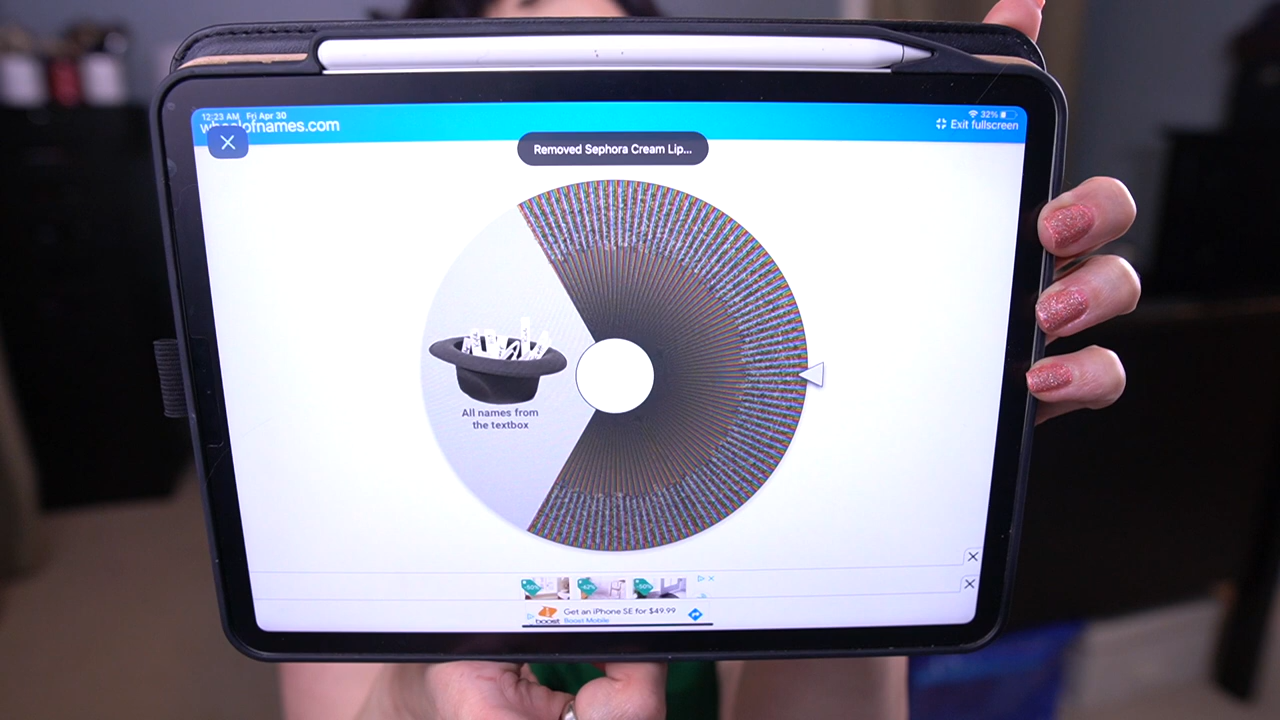 12:23 AM Fri Apr 30
32%
wheelofnames.com
Exit fullscreen
Removed Sephora Cream Lip...
All names from
the textbox
Get an iPhone SE for $49.99
boost
Boost Mobile